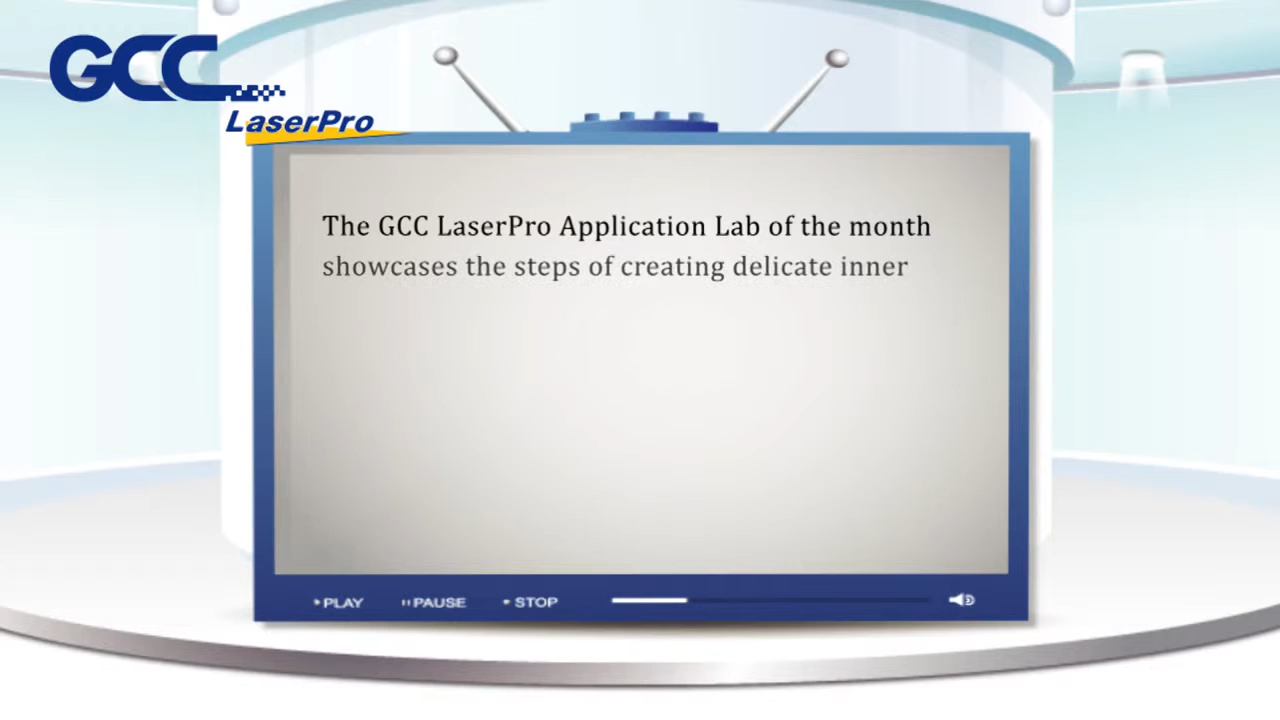 GCC
LaserPro
The GCC LaserPro Application Lab of the month
showcases the steps of creating delicate inner
PLAY PAUSE STOP